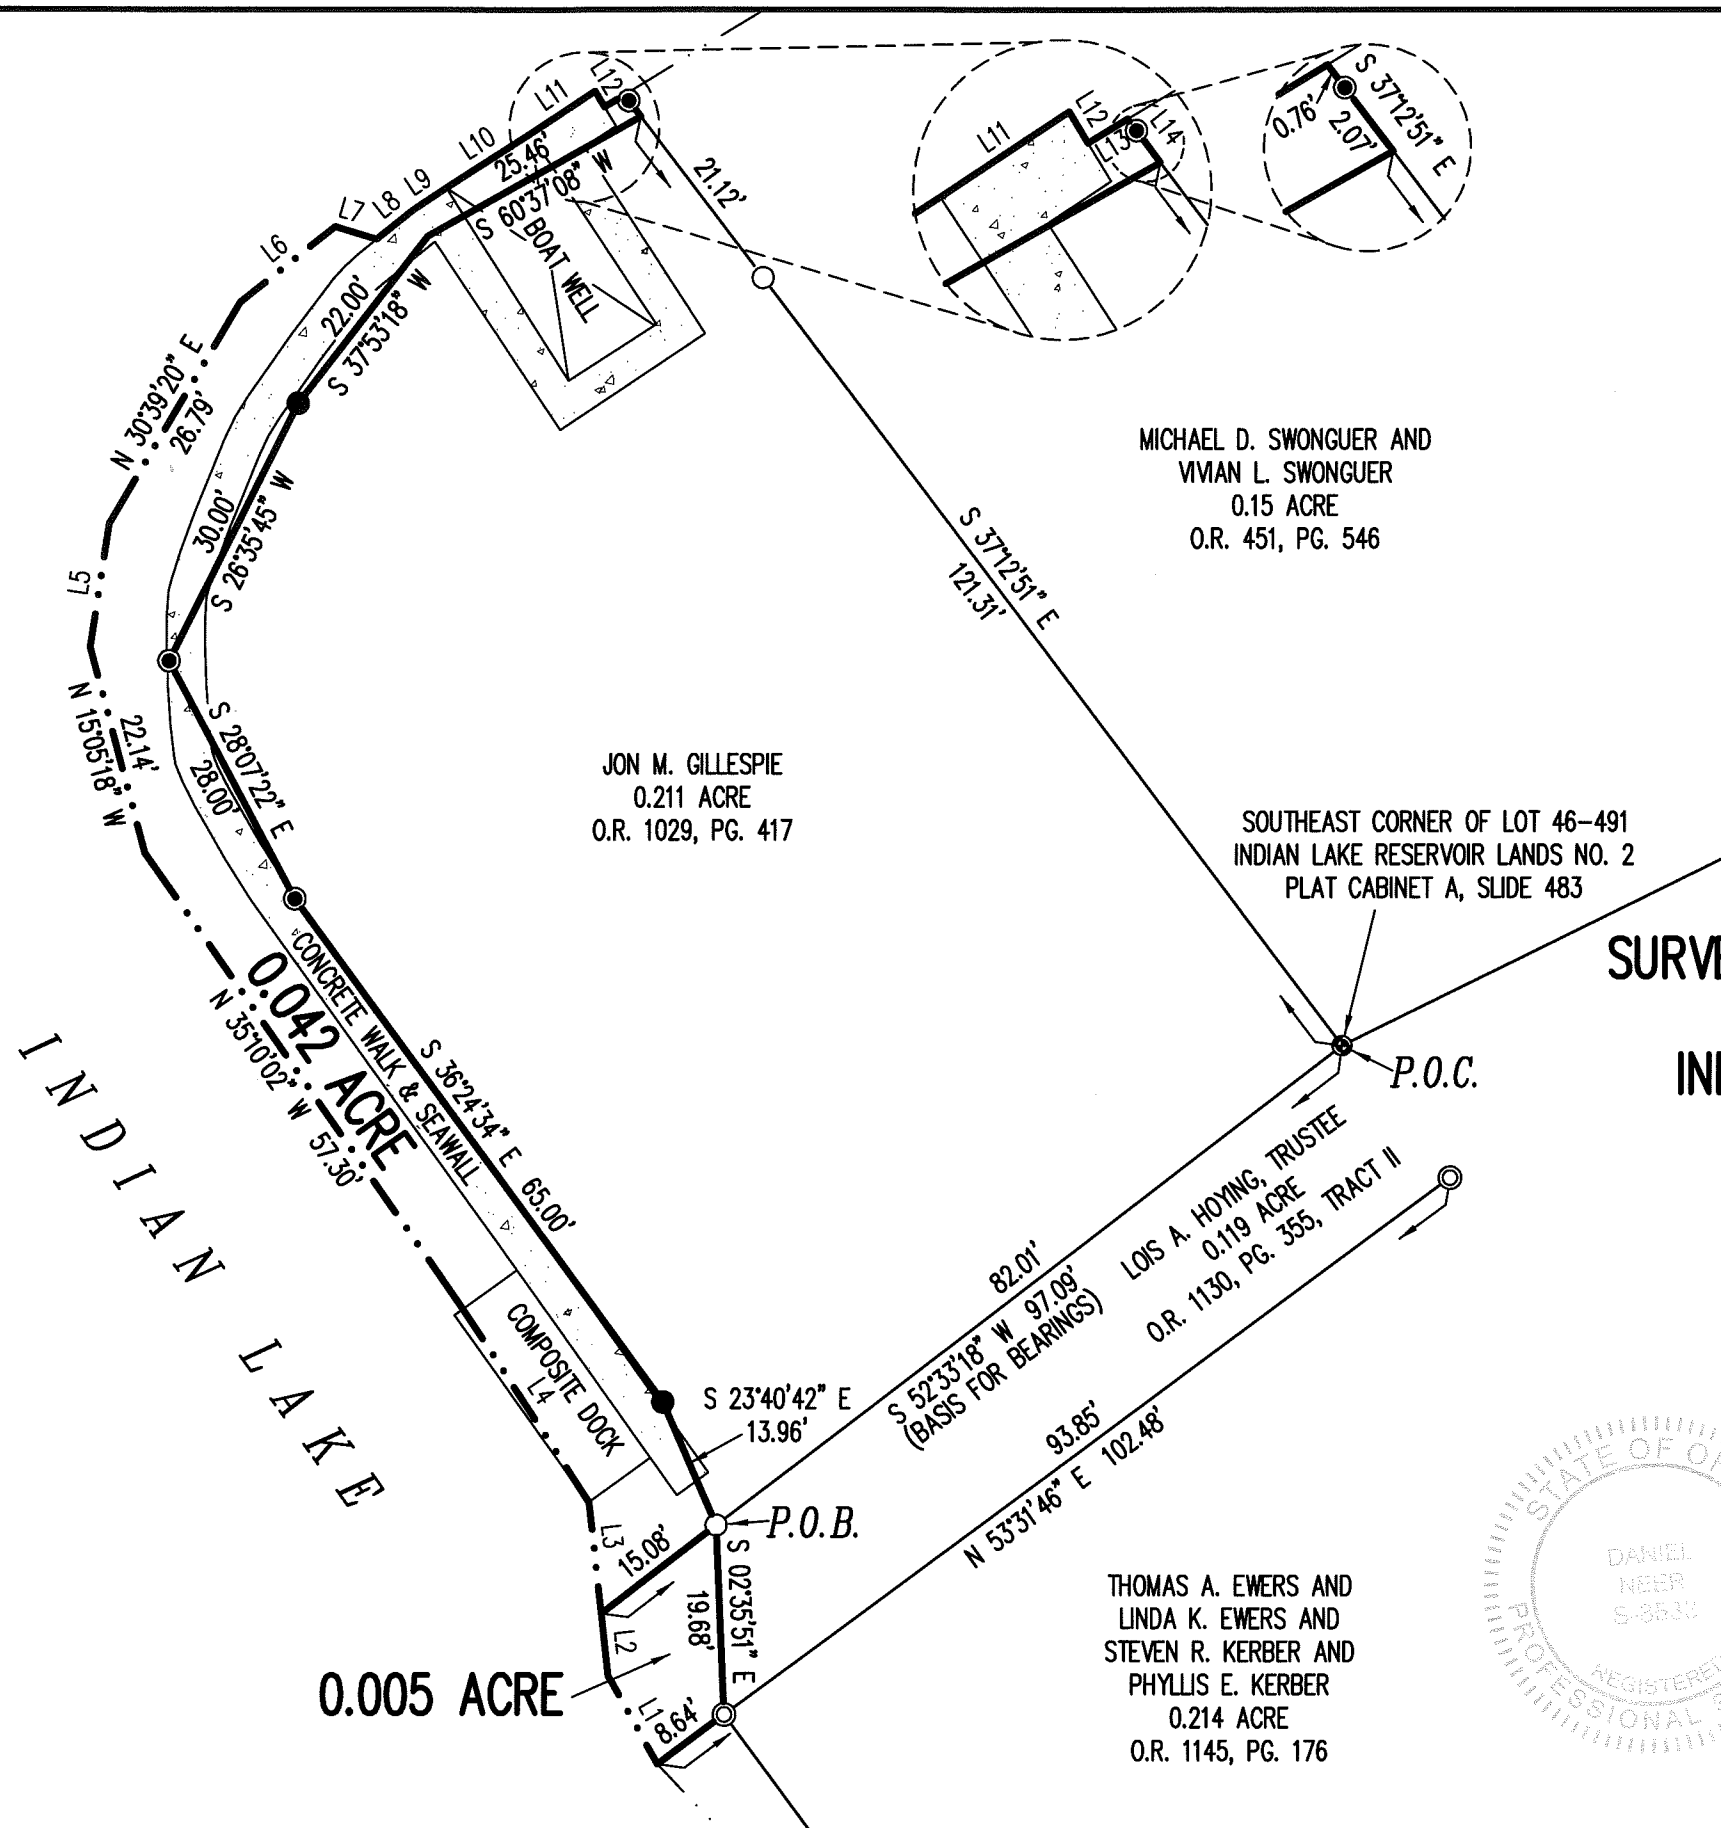 L12
L11
L10
25.46'
S 60°37'08" W
L9
L8
L7
L6
BOAT WELL
21.12'
L11
L12
L13
L14
0.76'
2.07'
S 37°12'51" E
22.00'
S 37°53'18" W
N 30°39'20" E
26.79'
30.00'
S 26°35'45" W
L5
N 15°05'18" W
22.14'
S 28°07'22" E
28.00'
MICHAEL D. SWONGUER AND
VIVIAN L. SWONGUER
0.15 ACRE
O.R. 451, PG. 546
S 37°12'51" E
121.31'
JON M. GILLESPIE
0.211 ACRE
O.R. 1029, PG. 417
SOUTHEAST CORNER OF LOT 46-491
INDIAN LAKE RESERVOIR LANDS NO. 2
PLAT CABINET A, SLIDE 483
P.O.C.
0.042 ACRE
CONCRETE WALK & SEAWALL
N 35°10'02" W 57.30'
S 36°24'34" E 65.00'
INDIAN LAKE
COMPOSITE DOCK
L4
S 23°40'42" E
13.96'
82.01'
S 52°33'18" W 97.09'
(BASIS FOR BEARINGS)
LOIS A. HOYING, TRUSTEE
0.119 ACRE
O.R. 1130, PG. 355, TRACT II
93.85'
N 53°31'46" E 102.48'
P.O.B.
L3
15.08'
S 02°35'51" E
19.68'
L2
0.005 ACRE
L1
8.64'
THOMAS A. EWERS AND
LINDA K. EWERS AND
STEVEN R. KERBER AND
PHYLLIS E. KERBER
0.214 ACRE
O.R. 1145, PG. 176
STATE OF
DANIEL
NEER
REGISTERED
PROFESSIONAL